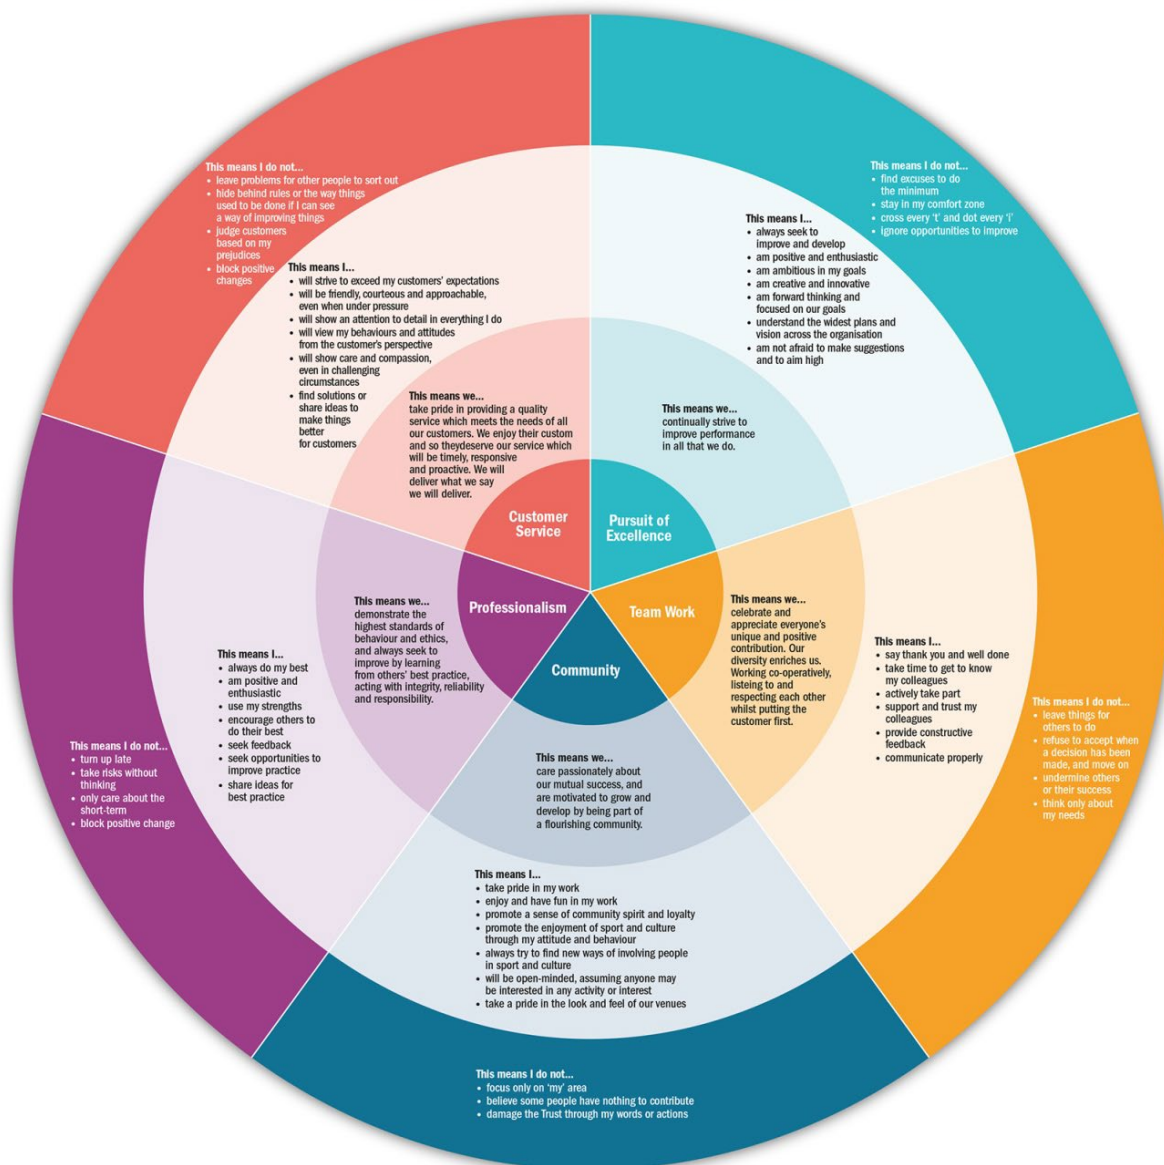 Customer
Service
This means we...
take pride in providing a quality
service which meets the needs of all
our customers. We enjoy their custom
and so theydeserve our service which
will be timely, responsive
and proactive. We will
deliver what we say
we will deliver.
This means I...
• will strive to exceed my customers’ expectations
• will be friendly, courteous and approachable,
even when under pressure
• will show an attention to detail in everything I do
• will view my behaviours and attitudes
from the customer’s perspective
• will show care and compassion,
even in challenging
circumstances
• find solutions or
share ideas to
make things
better
for customers
This means I do not...
• leave problems for other people to sort out
• hide behind rules or the way things
used to be done if I can see
a way of improving things
• judge customers
based on my
prejudices
• block positive
changes
Pursuit of
Excellence
This means we...
continually strive to
improve performance
in all that we do.
This means I...
• always seek to
improve and develop
• am positive and enthusiastic
• am ambitious in my goals
• am creative and innovative
• am forward thinking and
focused on our goals
• understand the widest plans and
vision across the organisation
• am not afraid to make suggestions
and to aim high
This means I do not...
• find excuses to do
the minimum
• stay in my comfort zone
• cross every ‘t’ and dot every ‘i’
• ignore opportunities to improve
Team Work
This means we...
celebrate and
appreciate everyone’s
unique and positive
contribution. Our
diversity enriches us.
Working co-operatively,
listeing to and
respecting each other
whilst putting the
customer first.
This means I...
• say thank you and well done
• take time to get to know
my colleagues
• actively take part
• support and trust my
colleagues
• provide constructive
feedback
• communicate properly
This means I do not...
• leave things for
others to do
• refuse to accept when
a decision has been
made, and move on
• undermine others
or their success
• think only about
my needs
Community
This means we...
care passionately about
our mutual success, and
are motivated to grow and
develop by being part of
a flourishing community.
This means I...
• take pride in my work
• enjoy and have fun in my work
• promote a sense of community spirit and loyalty
• promote the enjoyment of sport and culture
through my attitude and behaviour
• always try to find new ways of involving people
in sport and culture
• will be open-minded, assuming anyone may
be interested in any activity or interest
• take a pride in the look and feel of our venues
This means I do not...
• focus only on ‘my’ area
• believe some people have nothing to contribute
• damage the Trust through my words or actions
Professionalism
This means we...
demonstrate the
highest standards of
behaviour and ethics,
and always seek to
improve by learning
from others’ best practice,
acting with integrity, reliability
and responsibility.
This means I...
• always do my best
• am positive and
enthusiastic
• use my strengths
• encourage others to
do their best
• seek feedback
• seek opportunities to
improve practice
• share ideas for
best practice
This means I do not...
• turn up late
• take risks without
thinking
• only care about the
short-term
• block positive change